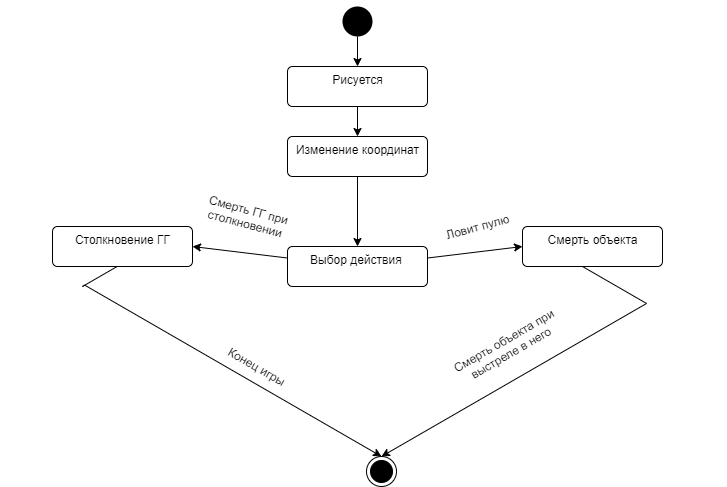 Рисуется
Изменение координат
Смерть ГГ при
столкновении
Ловит пулю
Столкновение ГГ
Выбор действия
Смерть объекта
Конец игры
Смерть объекта при
выстреле в него